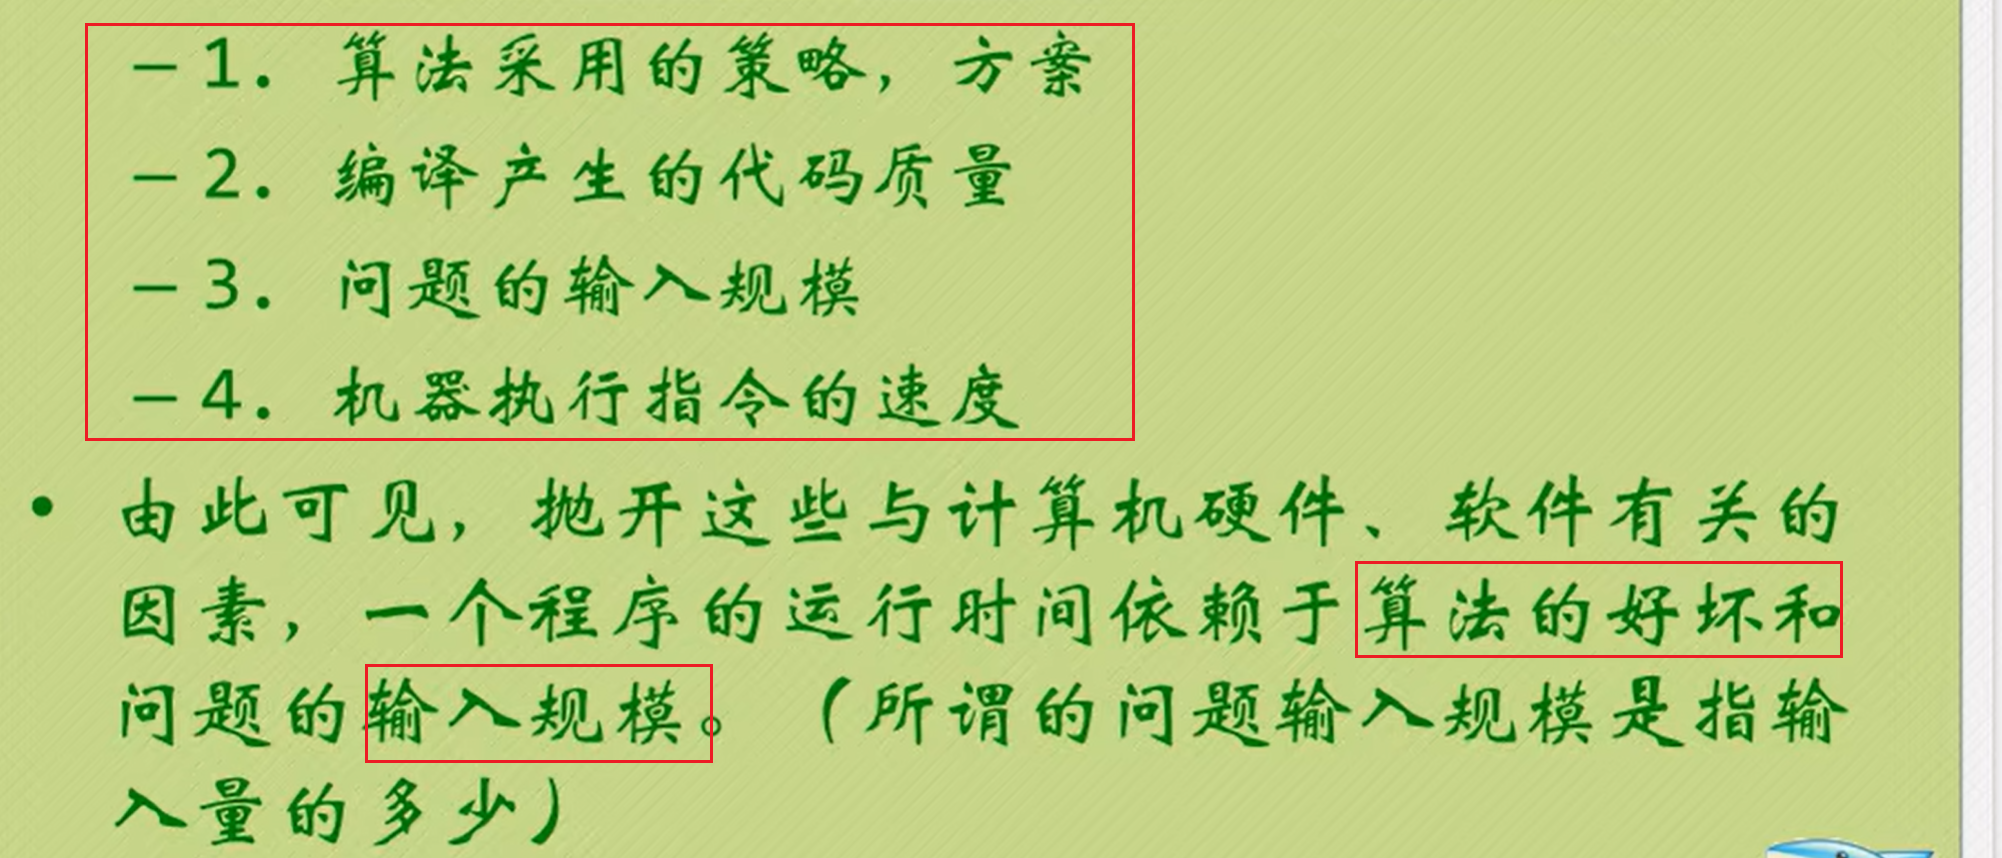 – 1. 算法采用的策略，方案
– 2. 编译产生的代码质量
– 3. 问题的输入规模
– 4. 机器执行指令的速度
• 由此可见，抛开这些与计算机硬件、软件有关的
因素，一个程序的运行时间依赖于算法的好坏和
问题的输入规模。（所谓的问题输入规模是指输
入量的多少）